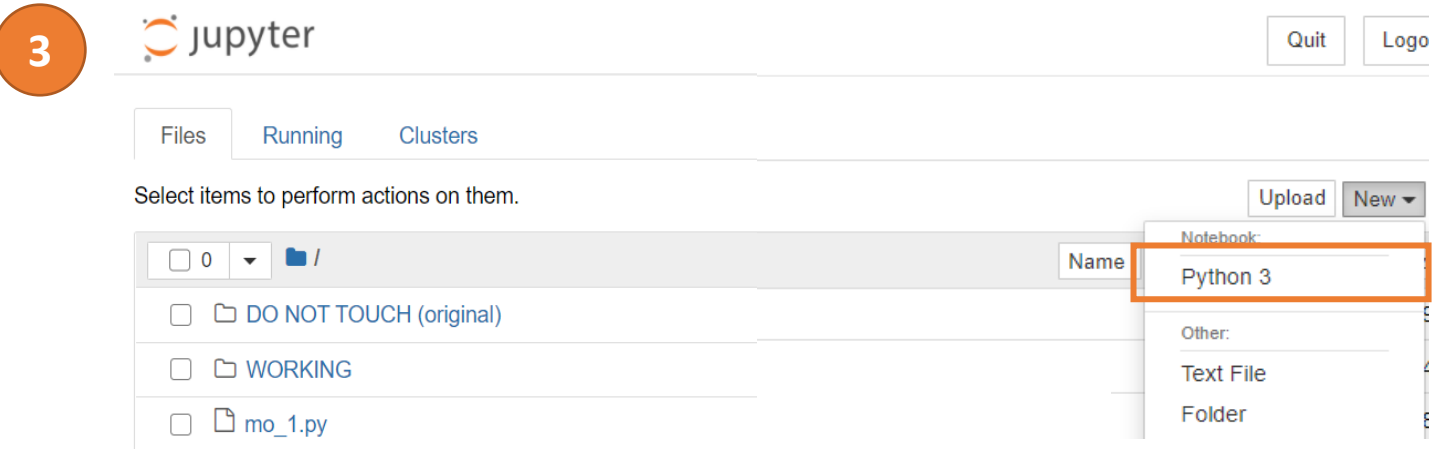 3
jupyter
Quit Logo
Files Running Clusters
Select items to perform actions on them.
Upload New
Notebook:
0 / Name
Python 3
DO NOT TOUCH (original)
Other:
WORKING
Text File
Folder
mo_1.py